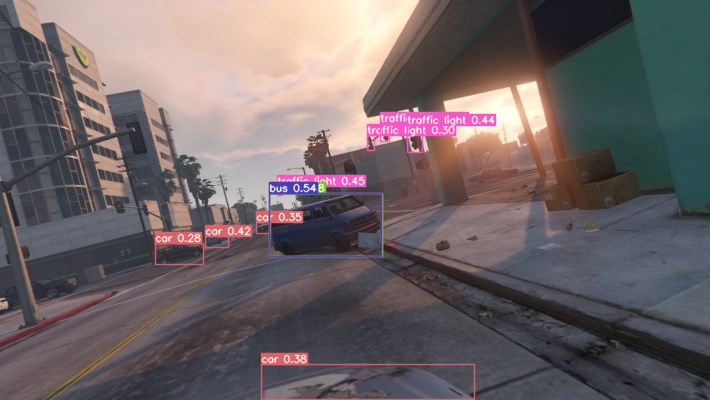 traffic light 0.44
traffic light 0.30
traffic light 0.45
bus 0.54
car 0.35
car 0.42
car 0.28
car 0.38